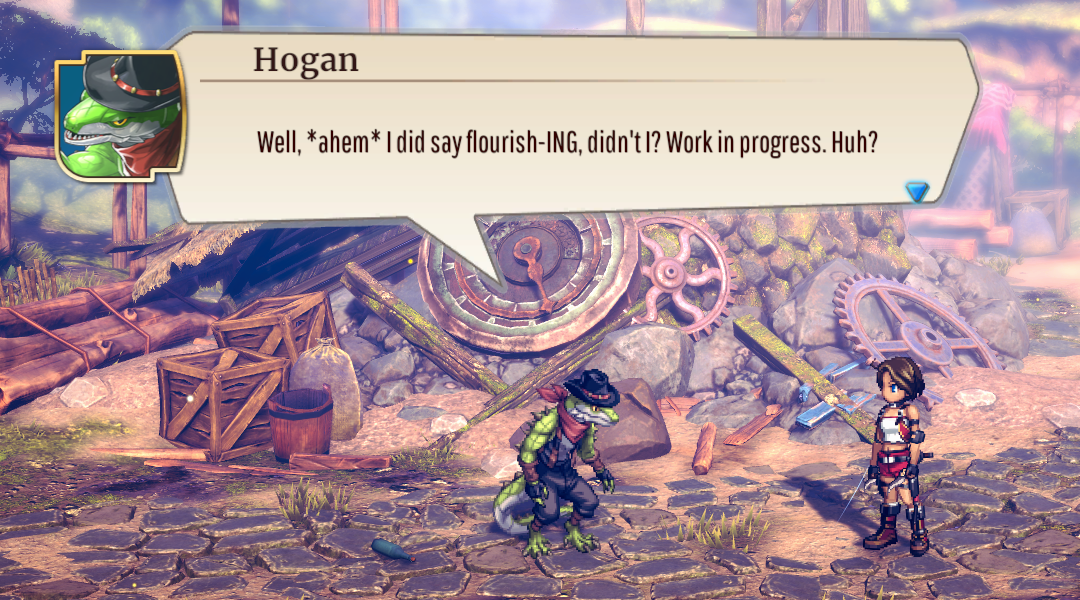 Hogan
Well, *ahem* I did say flourish-ING, didn't I? Work in progress. Huh?